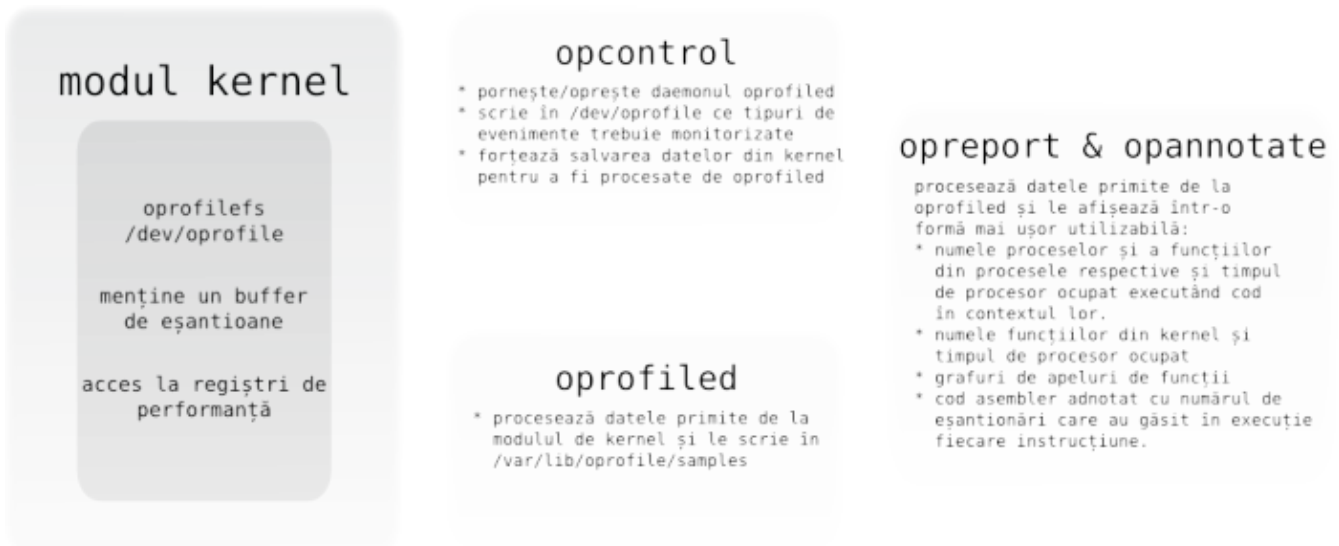 modul kernel
oprofilefs
/dev/oprofile
menține un buffer
de eșantioane
acces la regiștri de
performanță
opcontrol
* pornește/oprește daemonul oprofiled
* scrie în /dev/oprofile ce tipuri de
evenimente trebuie monitorizate
* forțează salvarea datelor din kernel
pentru a fi procesate de oprofiled
oprofiled
* procesează datele primite de la
modulul de kernel și le scrie în
/var/lib/oprofile/samples
opreport & opannotate
procesează datele primite de la
oprofiled și le afișează într-o
formă mai ușor utilizabilă:
* numele proceselor și a funcțiilor
din procesele respective și timpul
de procesor ocupat executând cod
în contextul lor.
* numele funcțiilor din kernel și
timpul de procesor ocupat
* grafuri de apeluri de funcții
* cod asembler adnotat cu numărul de
eșantionări care au găsit în execuție
fiecare instrucțiune.